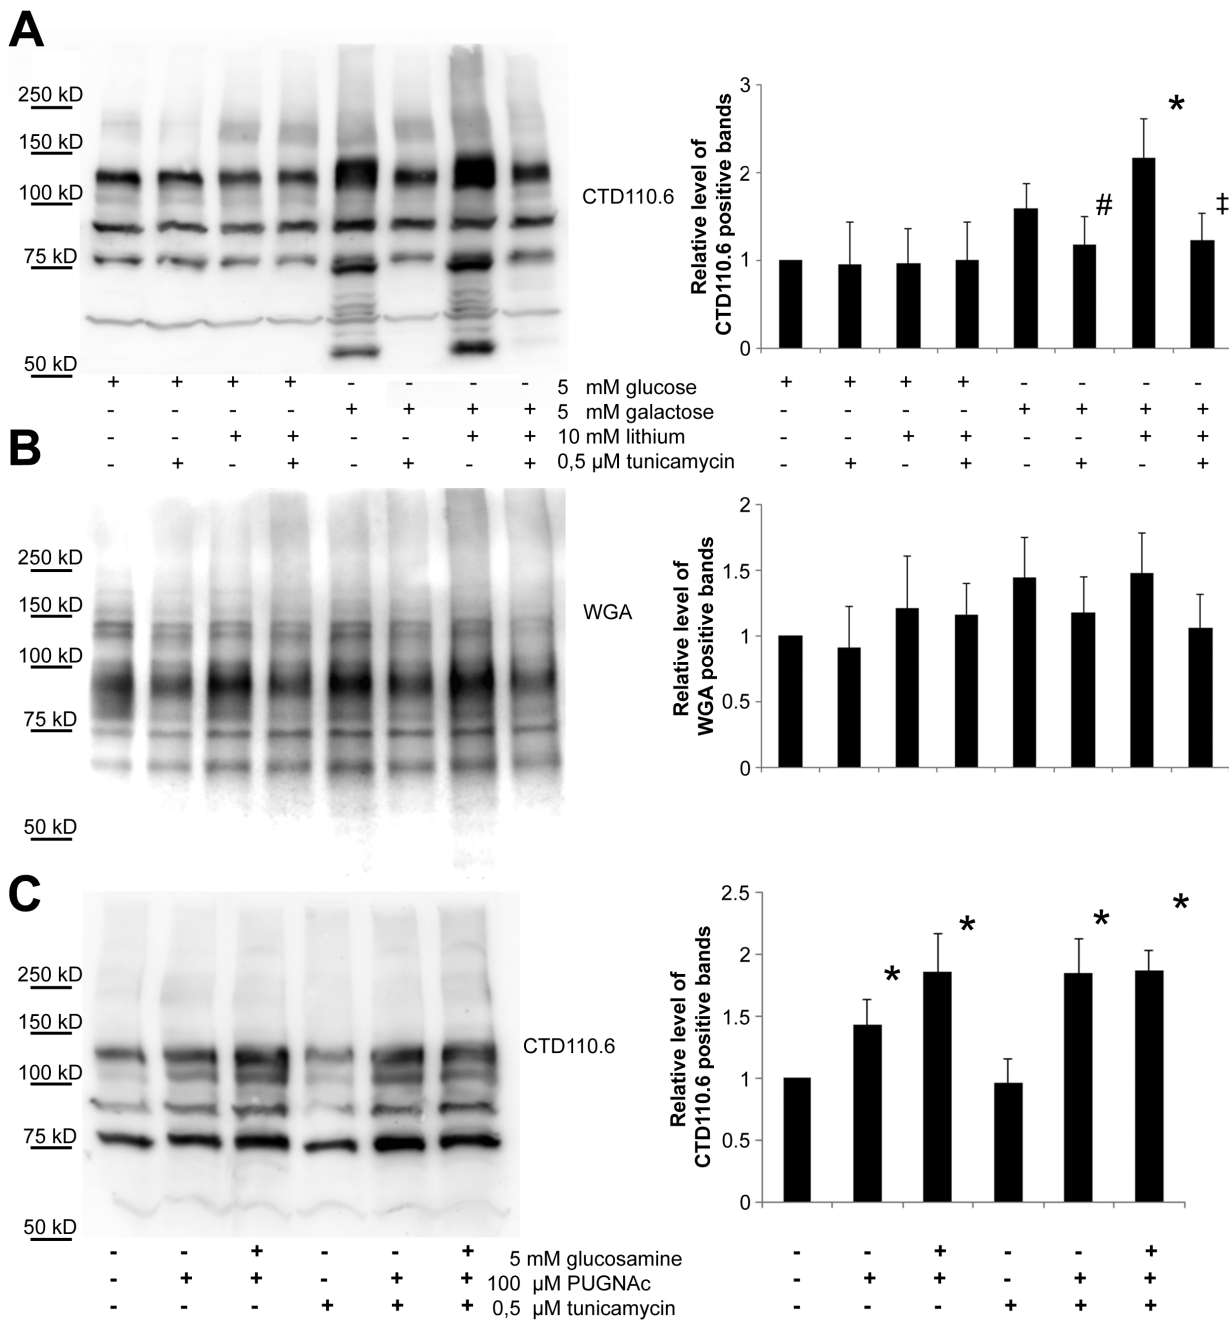 A
250 kD
150 kD
100 kD
75 kD
50 kD
CTD110.6
Relative level of
CTD110.6 positive bands
3
2
1
0
*
#
‡
+ + + + - - - - 5 mM glucose + + + + - - - -
- - - - + + + + 5 mM galactose - - - - + + + +
- - + + - - + + 10 mM lithium - - + + - - + +
- + - + - + - + 0,5 µM tunicamycin - + - + - + - +
B
250 kD
150 kD
100 kD
75 kD
50 kD
WGA
Relative level of
WGA positive bands
2
1.5
1
0.5
0
C
250 kD
150 kD
100 kD
75 kD
50 kD
CTD110.6
Relative level of
CTD110.6 positive bands
2.5
2
1.5
1
0.5
0
* * * *
- - + - - + 5 mM glucosamine - - + - - +
- + + - + + 100 µM PUGNAc - + + - + +
- - - + + + 0,5 µM tunicamycin - - - + + +